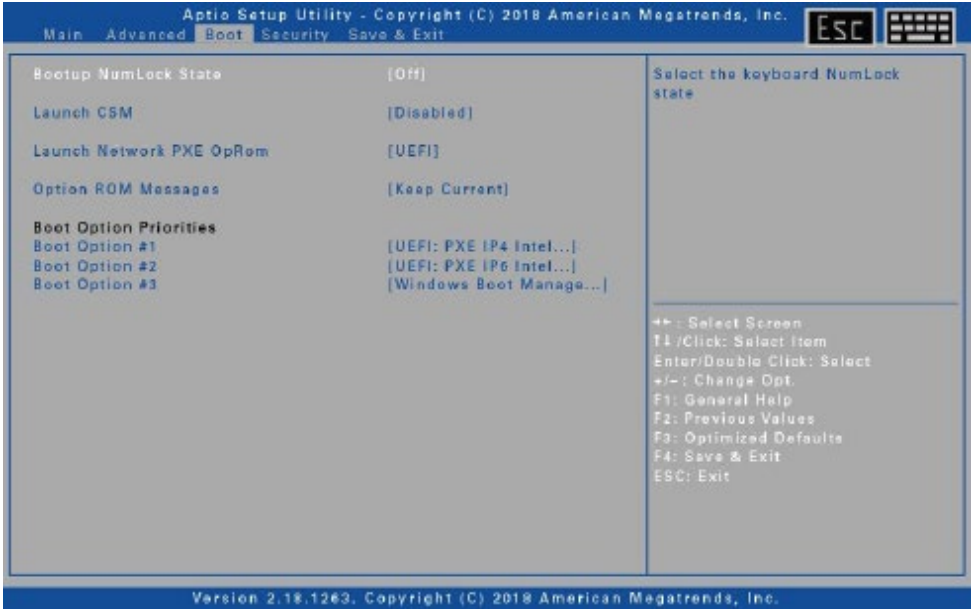 Aptio Setup Utility - Copyright (C) 2018 American Megatrends, Inc.
Main Advanced Boot Security Save & Exit
ESC
Bootup NumLock State [Off]
Launch CSM [Disabled]
Launch Network PXE OpRom [UEFI]
Option ROM Messages [Keep Current]
Boot Option Priorities
Boot Option #1 [UEFI: PXE IP4 Intel...]
Boot Option #2 [UEFI: PXE IP6 Intel...]
Boot Option #3 [Windows Boot Manage...]
Select the keyboard NumLock
state
→←: Select Screen
↑↓/Click: Select Item
Enter/Double Click: Select
+/-: Change Opt.
F1: General Help
F2: Previous Values
F3: Optimized Defaults
F4: Save & Exit
ESC: Exit
Version 2.18.1263. Copyright (C) 2018 American Megatrends, Inc.